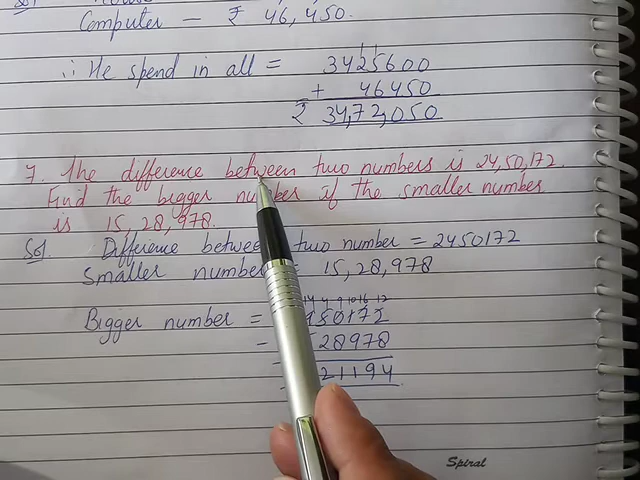 Computer - ₹ 46,450.
∴ He spend in all = 3425600
+ 46450
₹ 34,72,050
7. The difference between two numbers is 24,50,172.
Find the bigger number if the smaller number
is 15,28,978.
Sol. Difference between two number = 2450172
Smaller number = 15,28,978
Bigger number = 450172
- 28978
21194
Spiral